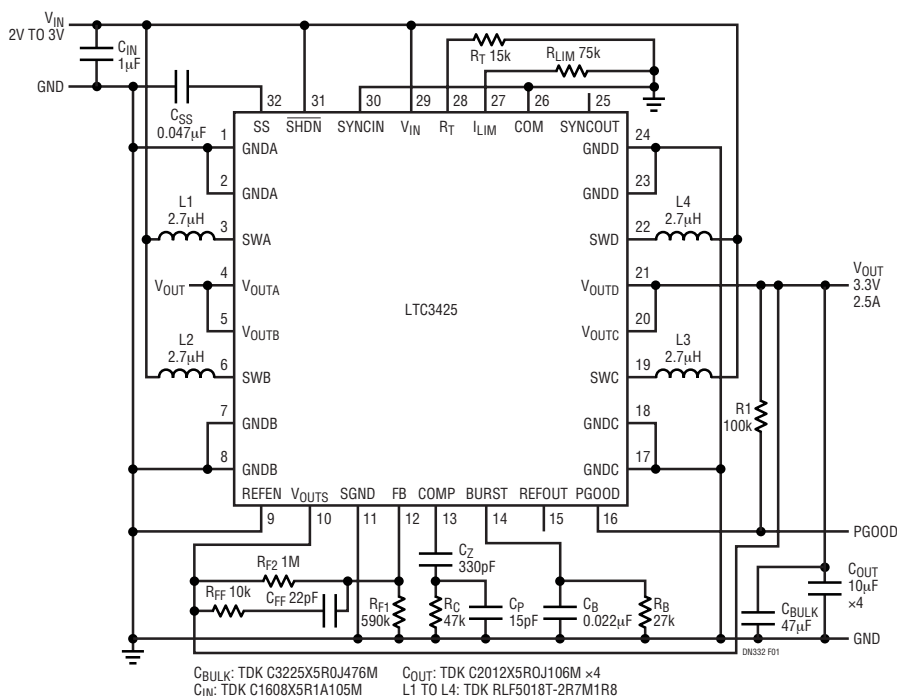 VIN
2V TO 3V
CIN
1µF
GND
CSS
0.047µF
RT 15k
RLIM 75k
32
31
30
29
28
27
26
25
SS
SHDN
SYNCIN
VIN
RT
ILIM
COM
SYNCOUT
1
GNDA
24
GNDD
2
GNDA
23
GNDD
L1
2.7µH
3
SWA
L4
2.7µH
22
SWD
VOUT
4
VOUTA
21
VOUTD
VOUT
3.3V
2.5A
LTC3425
5
VOUTB
20
VOUTC
L2
2.7µH
6
SWB
L3
2.7µH
19
SWC
7
GNDB
18
GNDC
R1
100k
8
GNDB
17
GNDC
REFEN
VOUTS
SGND
FB
COMP
BURST
REFOUT
PGOOD
9
10
11
12
13
14
15
16
PGOOD
CZ
330pF
RF2 1M
RFF 10k
CFF 22pF
RF1
590k
RC
47k
CP
15pF
CB
0.022µF
RB
27k
COUT
10µF
×4
CBULK
47µF
GND
DN332 F01
CBULK: TDK C3225X5R0J476M
COUT: TDK C2012X5R0J106M ×4
CIN: TDK C1608X5R1A105M
L1 TO L4: TDK RLF5018T-2R7M1R8